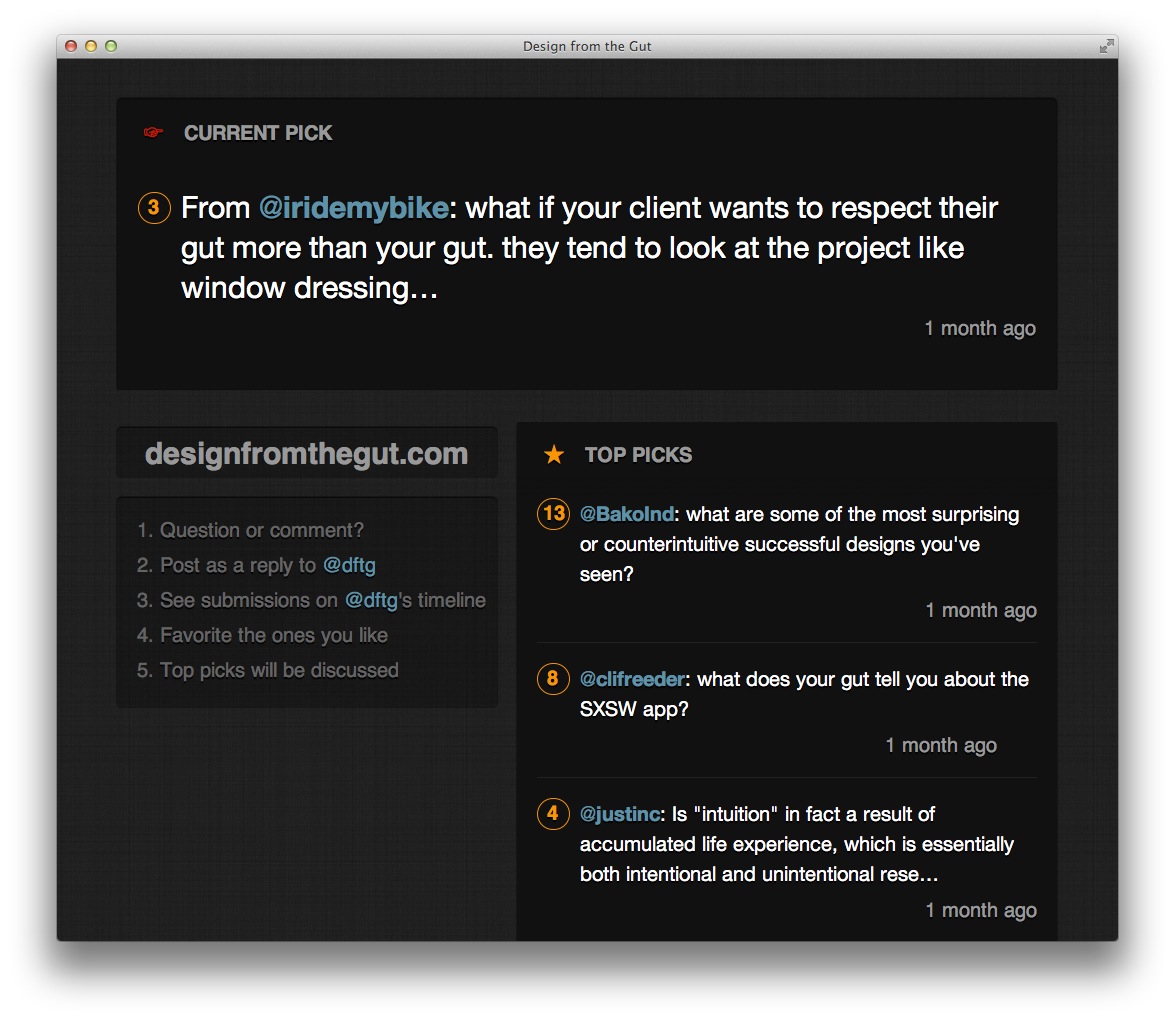 Design from the Gut
☞ CURRENT PICK
3 From @iridemybike: what if your client wants to respect their
gut more than your gut. they tend to look at the project like
window dressing…
1 month ago
designfromthegut.com
1. Question or comment?
2. Post as a reply to @dftg
3. See submissions on @dftg's timeline
4. Favorite the ones you like
5. Top picks will be discussed
★ TOP PICKS
13 @BakoInd: what are some of the most surprising
or counterintuitive successful designs you've
seen?
1 month ago
8 @clifreeder: what does your gut tell you about the
SXSW app?
1 month ago
4 @justinc: Is "intuition" in fact a result of
accumulated life experience, which is essentially
both intentional and unintentional rese…
1 month ago